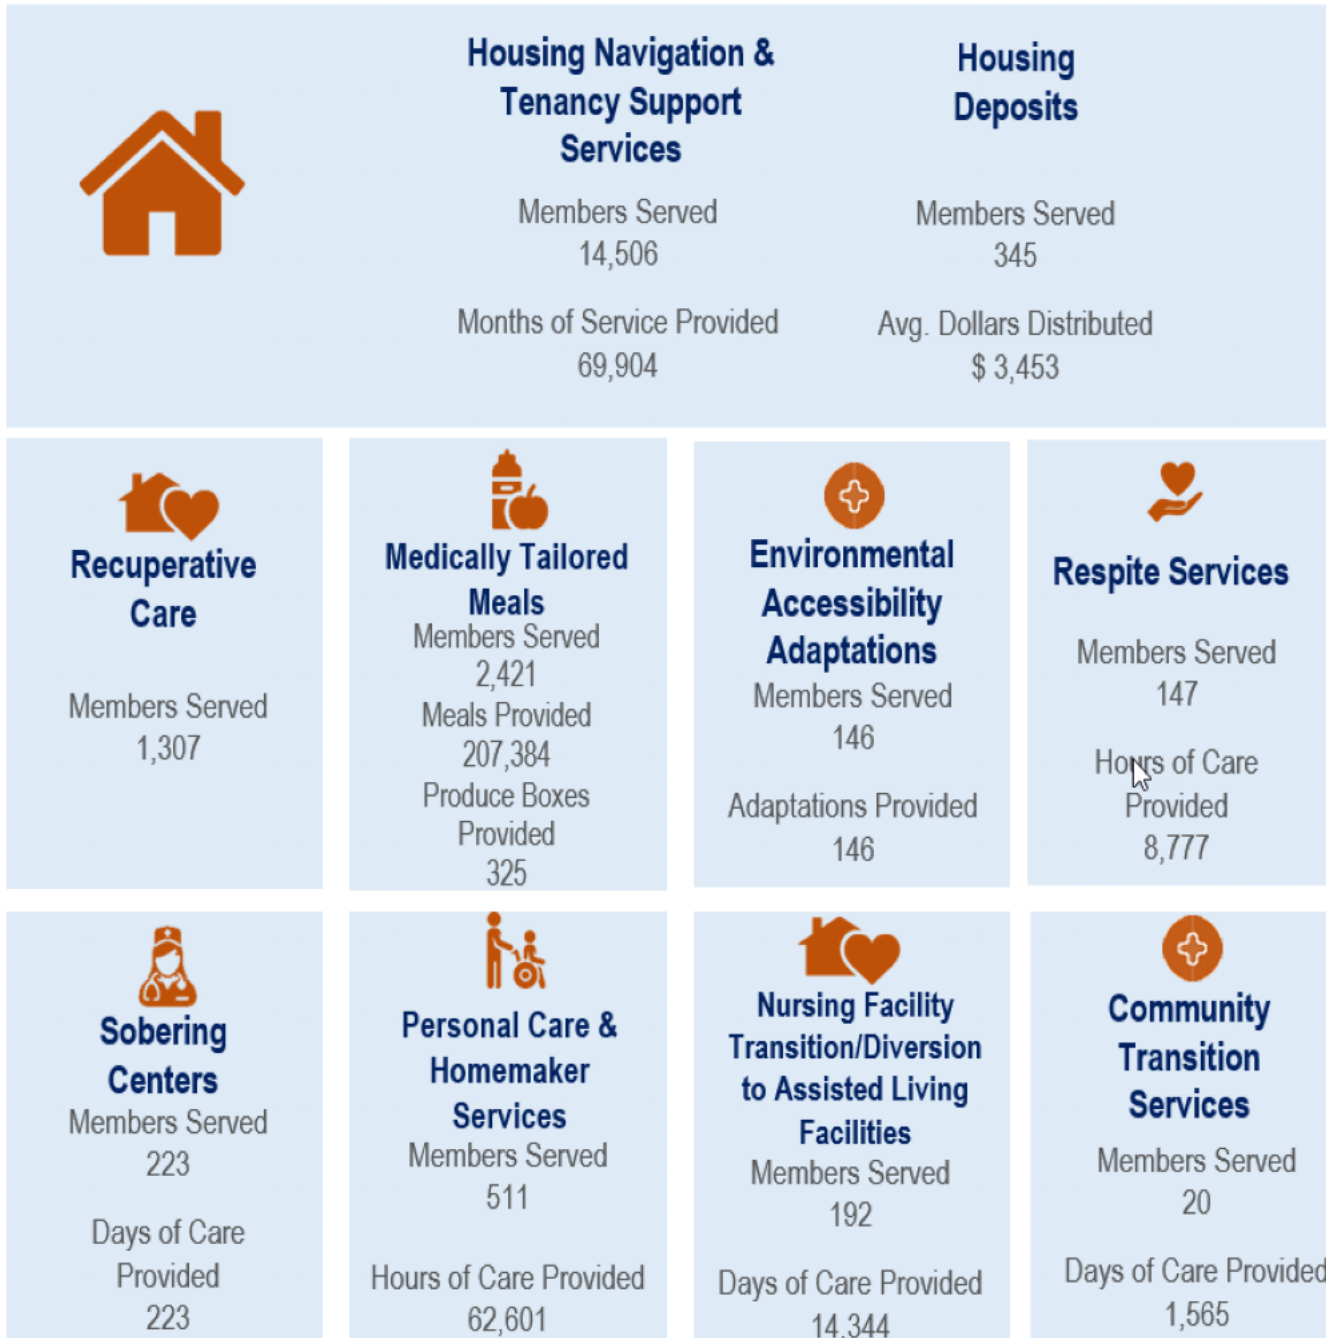 Housing Navigation &
Tenancy Support
Services
Members Served
14,506
Months of Service Provided
69,904
Housing
Deposits
Members Served
345
Avg. Dollars Distributed
$ 3,453
Recuperative
Care
Members Served
1,307
Medically Tailored
Meals
Members Served
2,421
Meals Provided
207,384
Produce Boxes
Provided
325
Environmental
Accessibility
Adaptations
Members Served
146
Adaptations Provided
146
Respite Services
Members Served
147
Hours of Care
Provided
8,777
Sobering
Centers
Members Served
223
Days of Care
Provided
223
Personal Care &
Homemaker
Services
Members Served
511
Hours of Care Provided
62,601
Nursing Facility
Transition/Diversion
to Assisted Living
Facilities
Members Served
192
Days of Care Provided
14,344
Community
Transition
Services
Members Served
20
Days of Care Provided
1,565